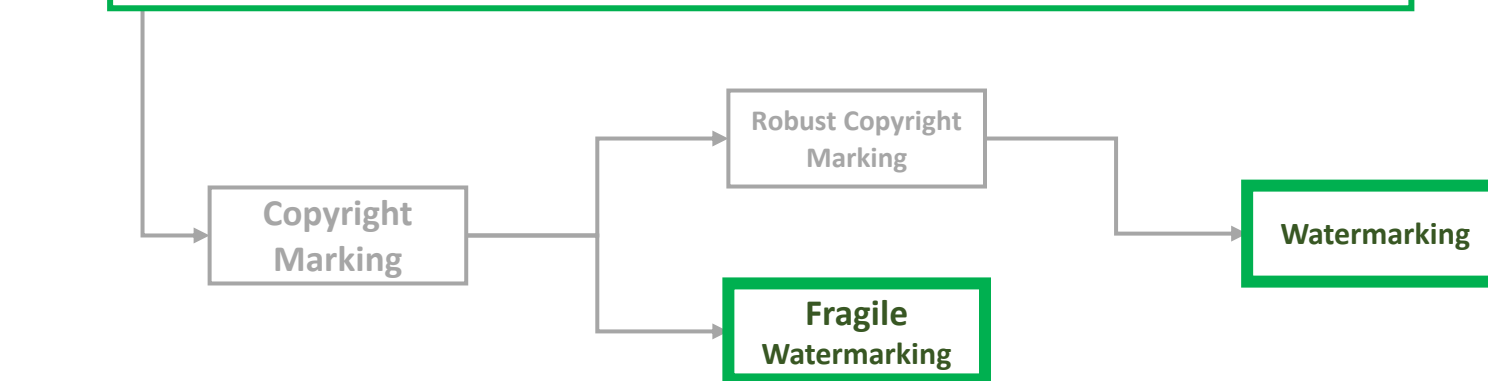 Robust Copyright
Marking
Copyright
Marking
Watermarking
Fragile
Watermarking